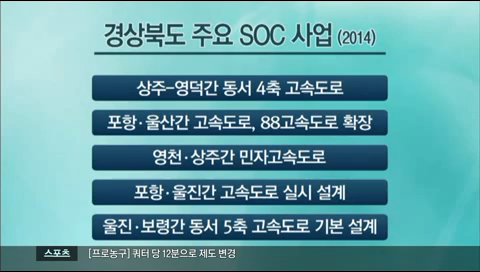 경상북도 주요 SOC 사업 (2014)
상주-영덕간 동서 4축 고속도로
포항·울산간 고속도로, 88고속도로 확장
영천·상주간 민자고속도로
포항·울진간 고속도로 실시 설계
울진·보령간 동서 5축 고속도로 기본 설계
스포츠 [프로농구] 쿼터 당 12분으로 제도 변경